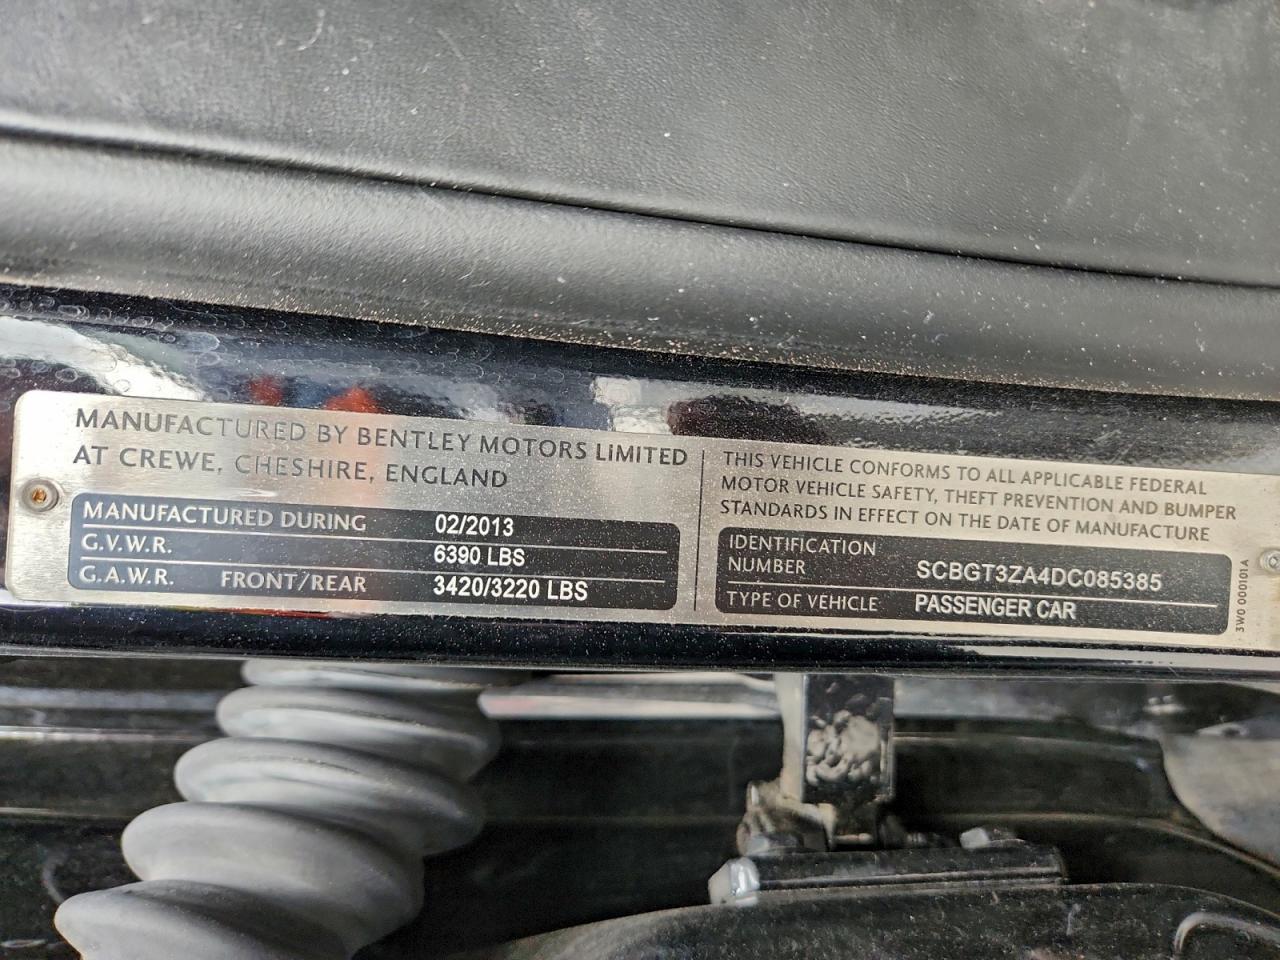 MANUFACTURED BY BENTLEY MOTORS LIMITED
AT CREWE, CHESHIRE, ENGLAND
MANUFACTURED DURING 02/2013
G.V.W.R. 6390 LBS
G.A.W.R. FRONT/REAR 3420/3220 LBS
THIS VEHICLE CONFORMS TO ALL APPLICABLE FEDERAL
MOTOR VEHICLE SAFETY, THEFT PREVENTION AND BUMPER
STANDARDS IN EFFECT ON THE DATE OF MANUFACTURE
IDENTIFICATION
NUMBER SCBGT3ZA4DC085385
TYPE OF VEHICLE PASSENGER CAR
3W0 000101A